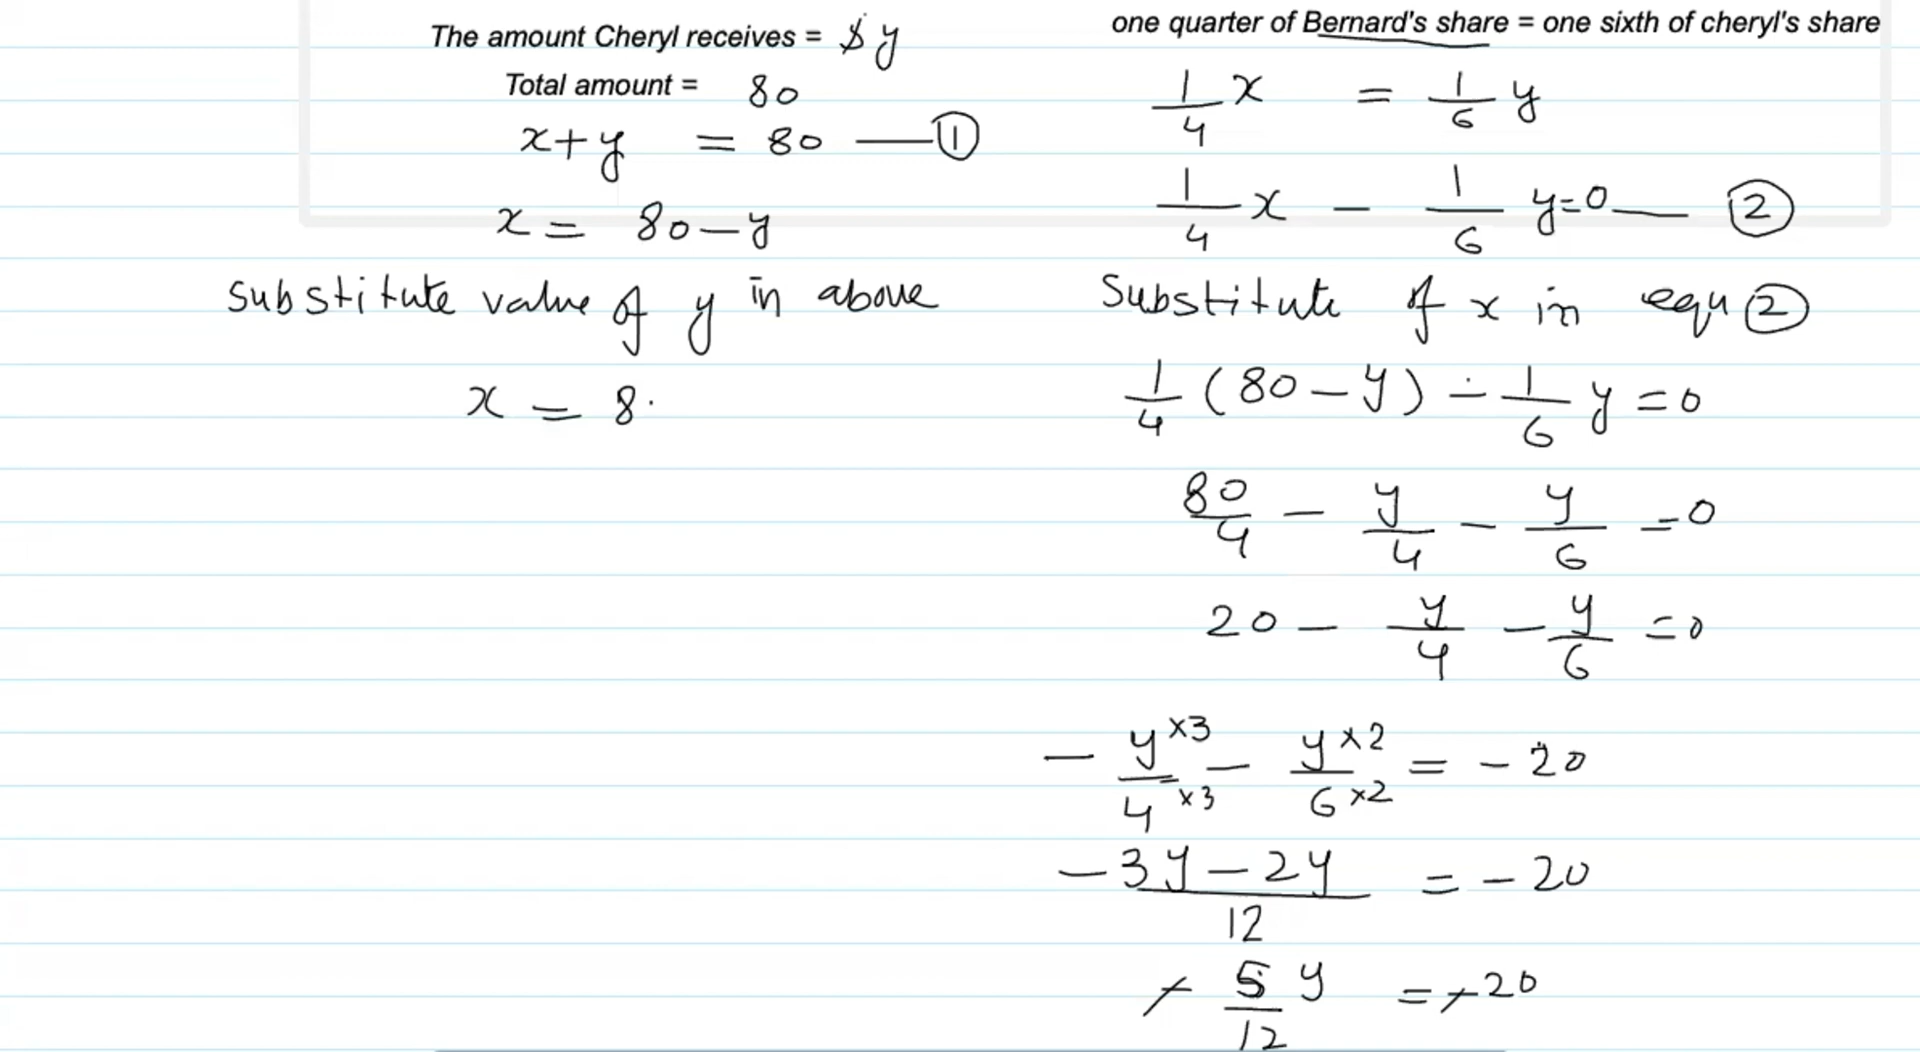 The amount Cheryl receives = $ y
Total amount = 80
x + y = 80 —— ①
x = 80 - y
Substitute value of y in above
x = 8
one quarter of Bernard's share = one sixth of cheryl's share
1/4 x = 1/6 y
1/4 x - 1/6 y = 0 —— ②
Substitute of x in equ ②
1/4 (80 - y) - 1/6 y = 0
80/4 - y/4 - y/6 = 0
20 - y/4 - y/6 = 0
- y×3/4×3 - y×2/6×2 = - 20
- 3y - 2y/12 = - 20
- 5/12 y = - 20